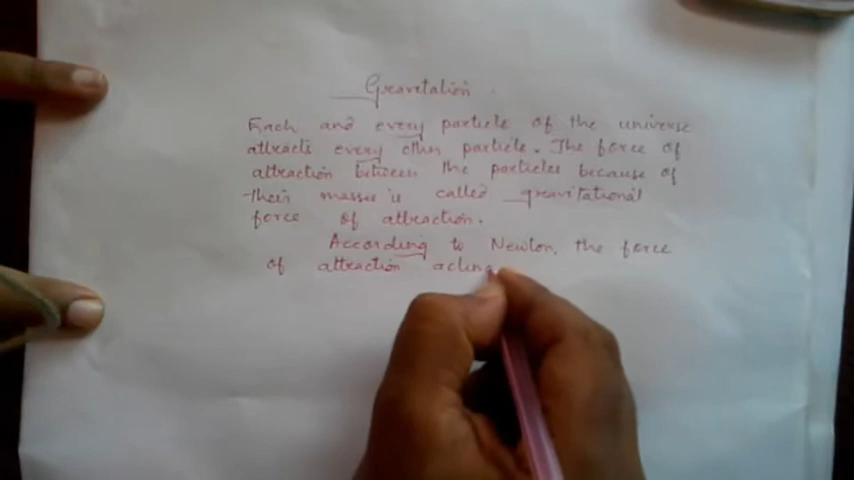 Gravitation
Each and every particle of the universe
attracts every other particle. The force of
attraction between the particles because of
their masses is called gravitational
force of attraction.
According to Newton, the force
of attraction acting